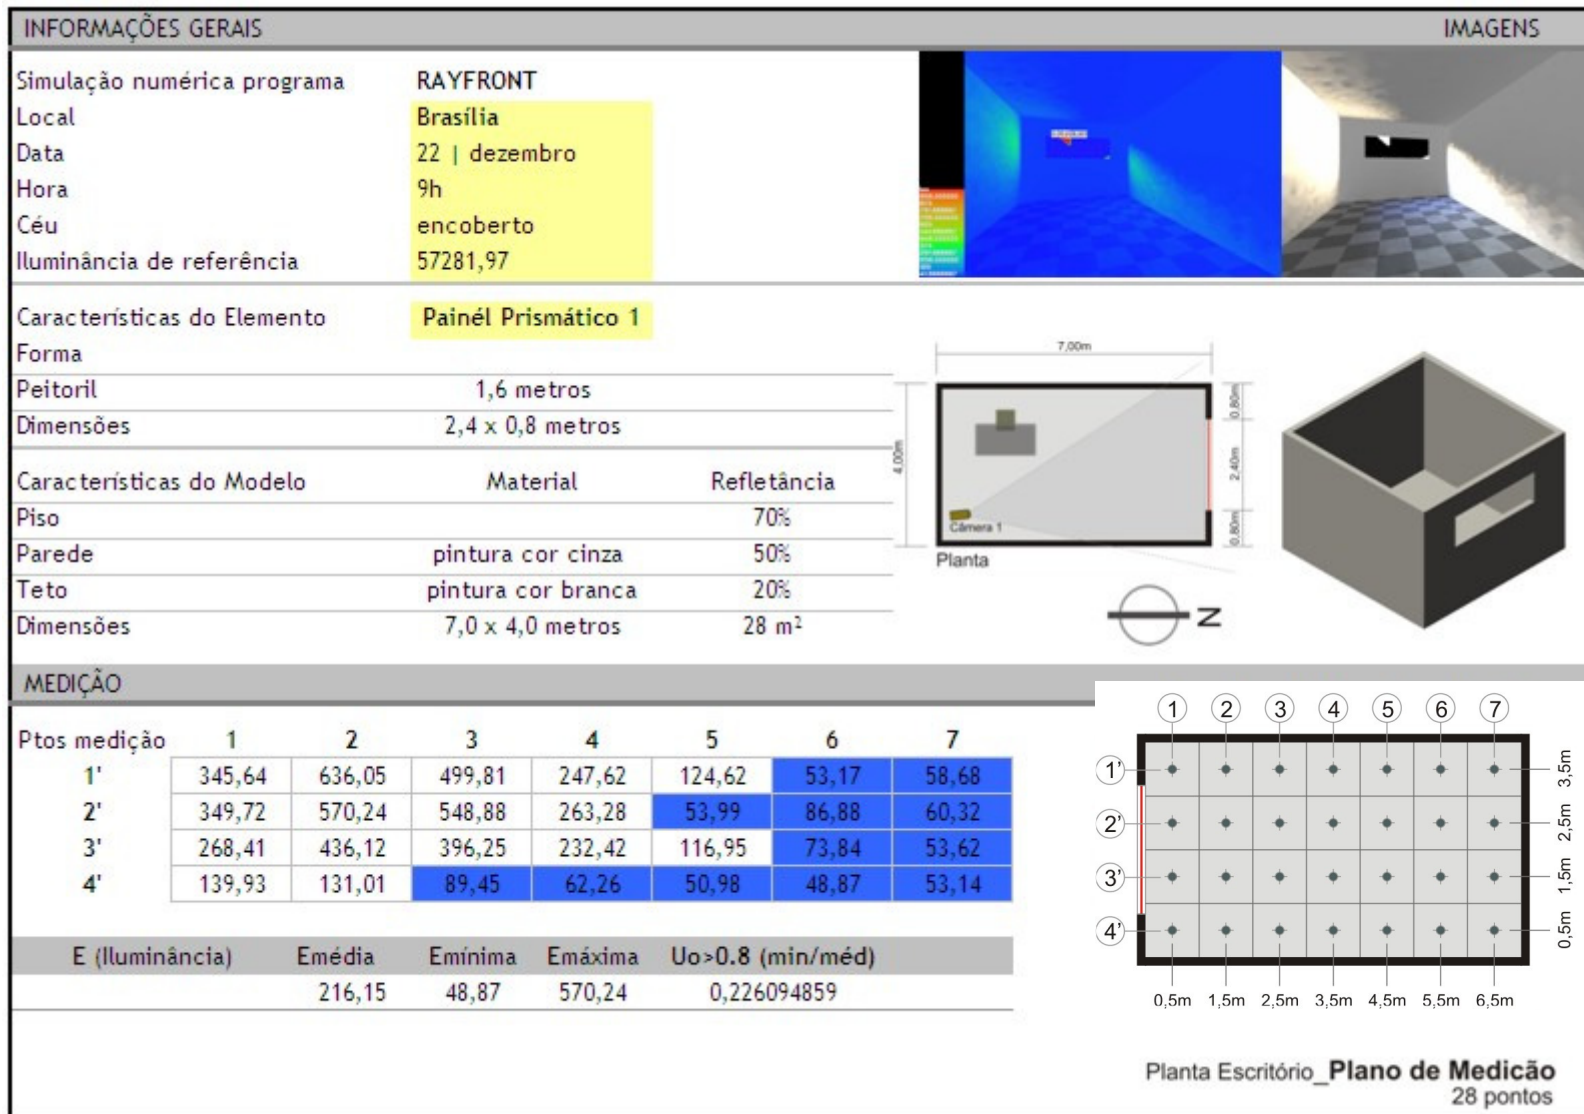 INFORMAÇÕES GERAIS IMAGENS
Simulação numérica programa RAYFRONT
Local Brasília
Data 22 | dezembro
Hora 9h
Céu encoberto
Iluminância de referência 57281,97
Características do Elemento Painél Prismático 1
Forma
Peitoril 1,6 metros
Dimensões 2,4 x 0,8 metros
Características do Modelo Material Refletância
Piso 70%
Parede pintura cor cinza 50%
Teto pintura cor branca 20%
Dimensões 7,0 x 4,0 metros 28 m²
7,00m
4,00m
0,80m
2,40m
0,80m
Câmera 1
Planta
N
MEDIÇÃO
Ptos medição 1 2 3 4 5 6 7
1' 345,64 636,05 499,81 247,62 124,62 53,17 58,68
2' 349,72 570,24 548,88 263,28 53,99 86,88 60,32
3' 268,41 436,12 396,25 232,42 116,95 73,84 53,62
4' 139,93 131,01 89,45 62,26 50,98 48,87 53,14
E (Iluminância) Emédia Emínima Emáxima Uo>0.8 (min/méd)
216,15 48,87 570,24 0,226094859
1 2 3 4 5 6 7
1' 3,5m
2' 2,5m
3' 1,5m
4' 0,5m
0,5m 1,5m 2,5m 3,5m 4,5m 5,5m 6,5m
Planta Escritório_Plano de Medicão
28 pontos